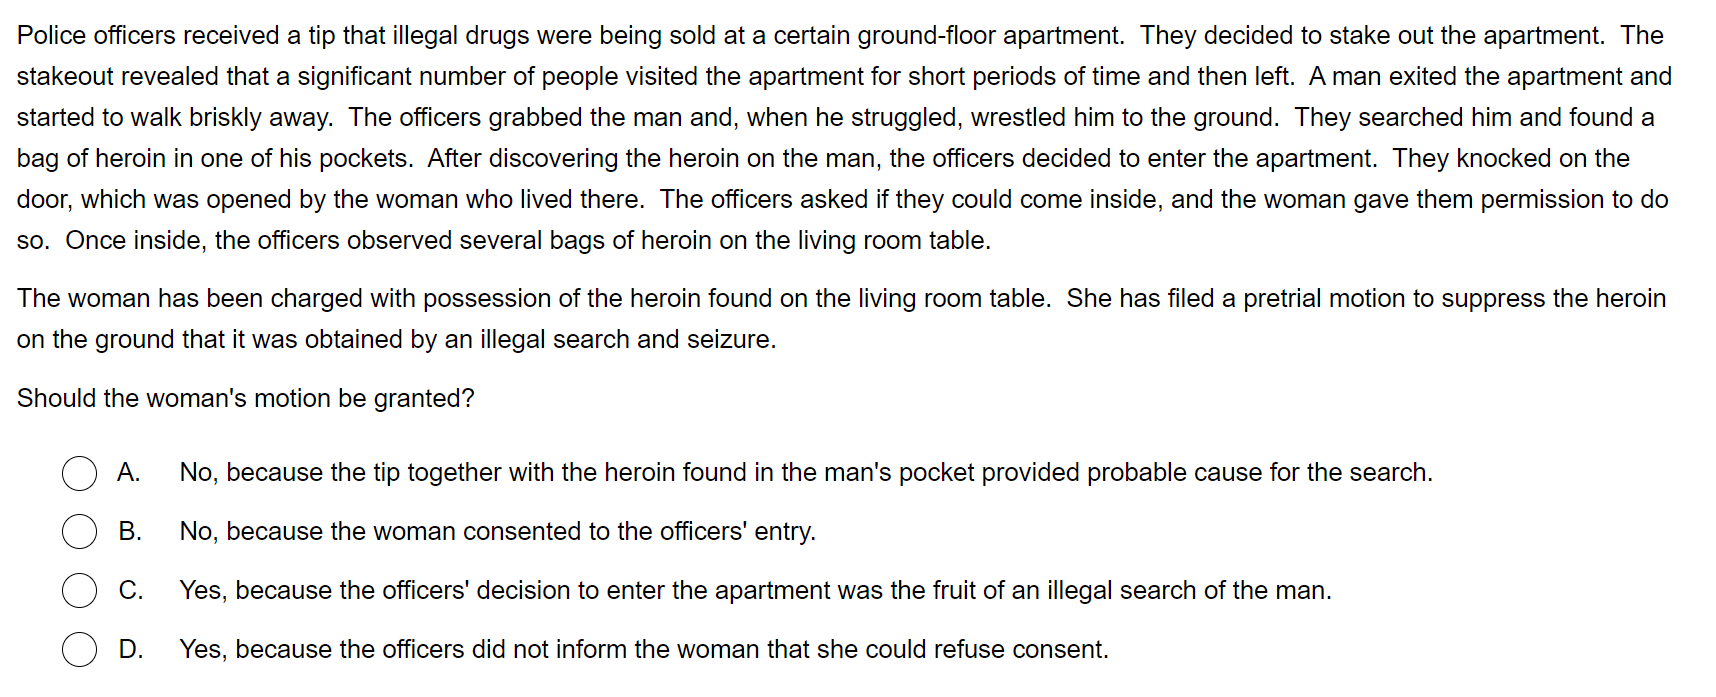 Police officers received a tip that illegal drugs were being sold at a certain ground-floor apartment.  They decided to stake out the apartment.  The
stakeout revealed that a significant number of people visited the apartment for short periods of time and then left.  A man exited the apartment and
started to walk briskly away.  The officers grabbed the man and, when he struggled, wrestled him to the ground.  They searched him and found a
bag of heroin in one of his pockets.  After discovering the heroin on the man, the officers decided to enter the apartment.  They knocked on the
door, which was opened by the woman who lived there.  The officers asked if they could come inside, and the woman gave them permission to do
so.  Once inside, the officers observed several bags of heroin on the living room table.
The woman has been charged with possession of the heroin found on the living room table.  She has filed a pretrial motion to suppress the heroin
on the ground that it was obtained by an illegal search and seizure.
Should the woman's motion be granted?
A. No, because the tip together with the heroin found in the man's pocket provided probable cause for the search.
B. No, because the woman consented to the officers' entry.
C. Yes, because the officers' decision to enter the apartment was the fruit of an illegal search of the man.
D. Yes, because the officers did not inform the woman that she could refuse consent.